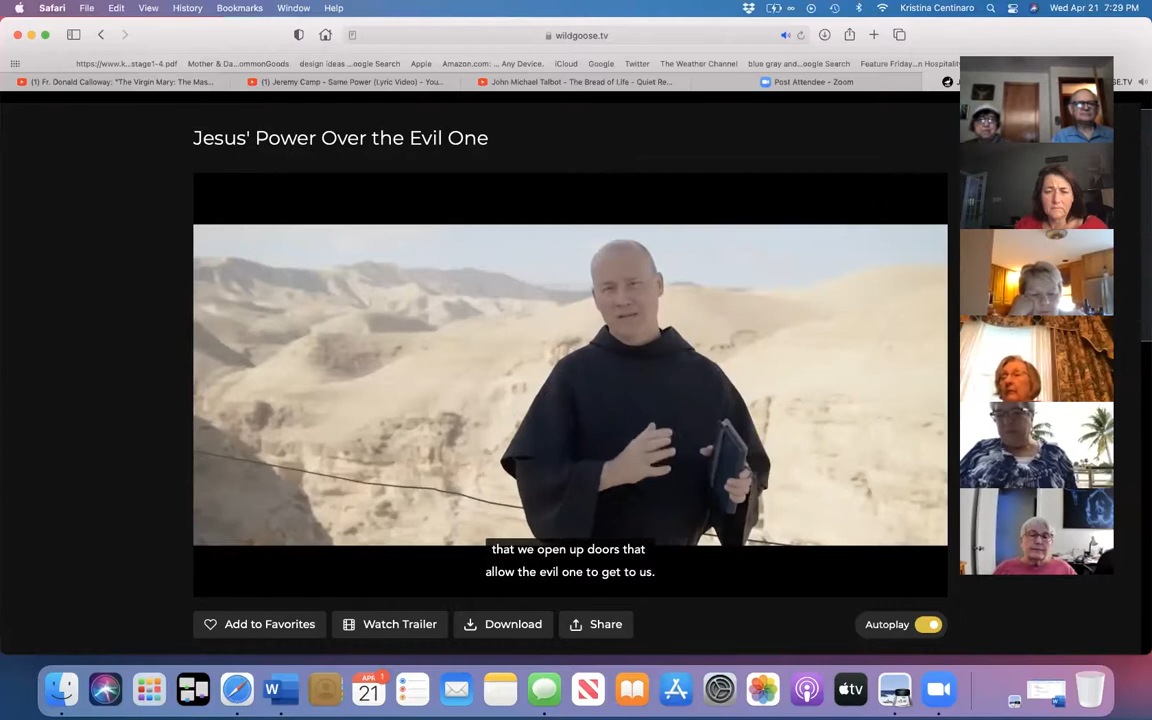 Safari File Edit View History Bookmarks Window Help Kristina Centinaro Wed Apr 21 7:29 PM
wildgoose.tv
https://www.k...stage1-4.pdf Mother & Da...ommonGoods design ideas ...oogle Search Apple Amazon.com: ... Any Device. iCloud Google Twitter The Weather Channel blue gray and...oogle Search Feature Friday...n Hospitality
(1) Fr. Donald Calloway: "The Virgin Mary: The Mas... (1) Jeremy Camp - Same Power (Lyric Video) - You... John Michael Talbot - The Bread of Life - Quiet Re... Post Attendee - Zoom
Jesus' Power Over the Evil One
that we open up doors that
allow the evil one to get to us.
Add to Favorites Watch Trailer Download Share Autoplay
APR 1
21
W
tv